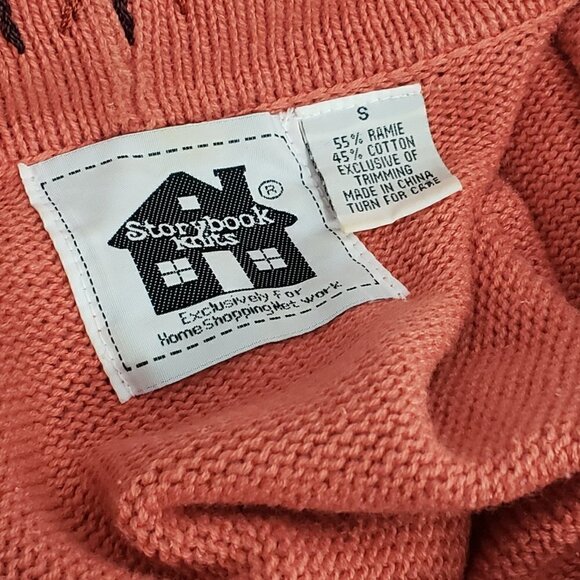 Storybook
Knits
®
Exclusively For
Home Shopping Network
S
55% RAMIE
45% COTTON
EXCLUSIVE OF
TRIMMING
MADE IN CHINA
TURN FOR CARE